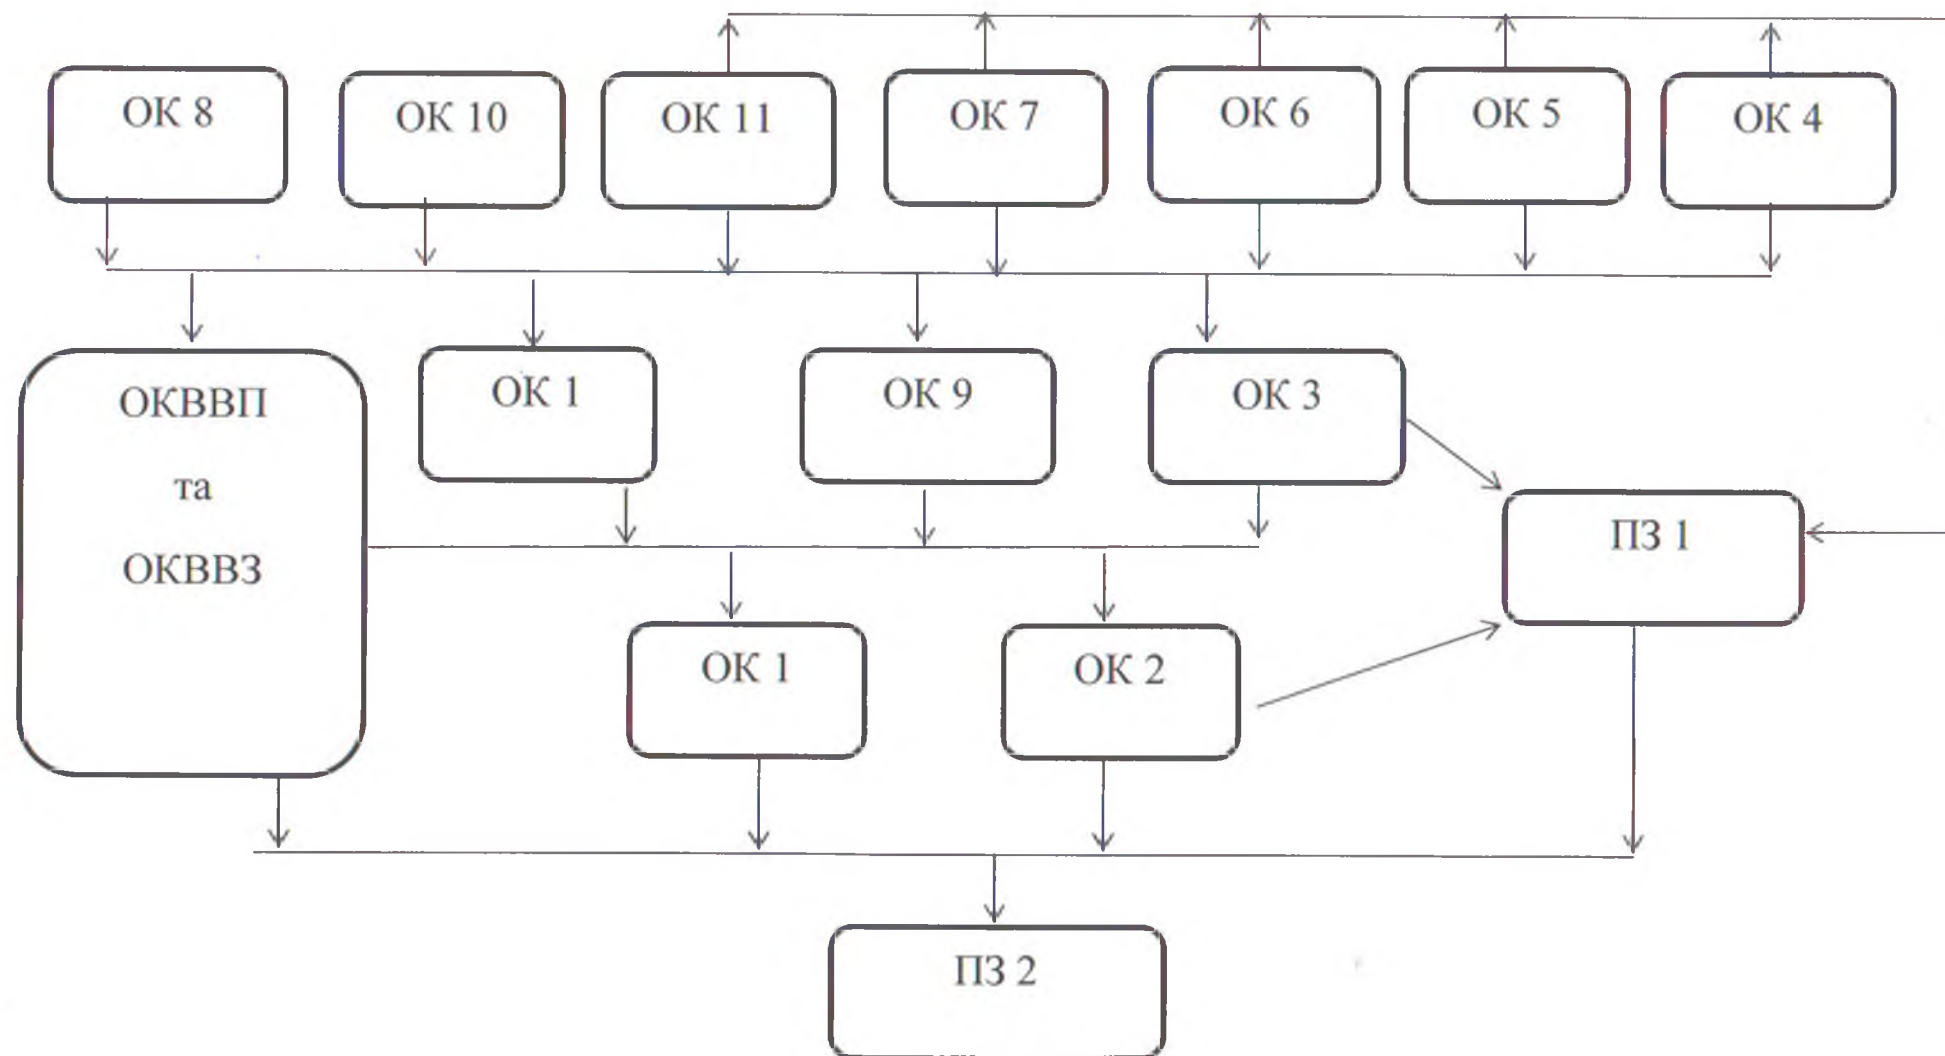 ОК 8
ОК 10
ОК 11
ОК 7
ОК 6
ОК 5
ОК 4
ОКВВП
та
ОКВВЗ
ОК 1
ОК 9
ОК 3
ПЗ 1
ОК 1
ОК 2
ПЗ 2